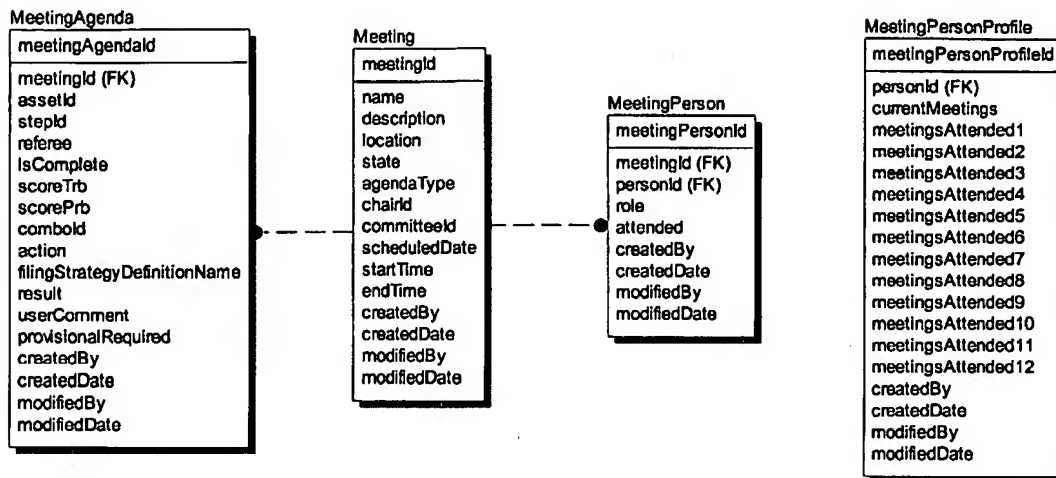 MeetingAgenda
meetingAgendaId
meetingId (FK)
assetId
stepId
referee
IsComplete
scoreTrb
scorePrb
comboId
action
filingStrategyDefinitionName
result
userComment
provisionalRequired
createdBy
createdDate
modifiedBy
modifiedDate
Meeting
meetingId
name
description
location
state
agendaType
chairId
committeeId
scheduledDate
startTime
endTime
createdBy
createdDate
modifiedBy
modifiedDate
MeetingPerson
meetingPersonId
meetingId (FK)
personId (FK)
role
attended
createdBy
createdDate
modifiedBy
modifiedDate
MeetingPersonProfile
meetingPersonProfileId
personId (FK)
currentMeetings
meetingsAttended1
meetingsAttended2
meetingsAttended3
meetingsAttended4
meetingsAttended5
meetingsAttended6
meetingsAttended7
meetingsAttended8
meetingsAttended9
meetingsAttended10
meetingsAttended11
meetingsAttended12
createdBy
createdDate
modifiedBy
modifiedDate